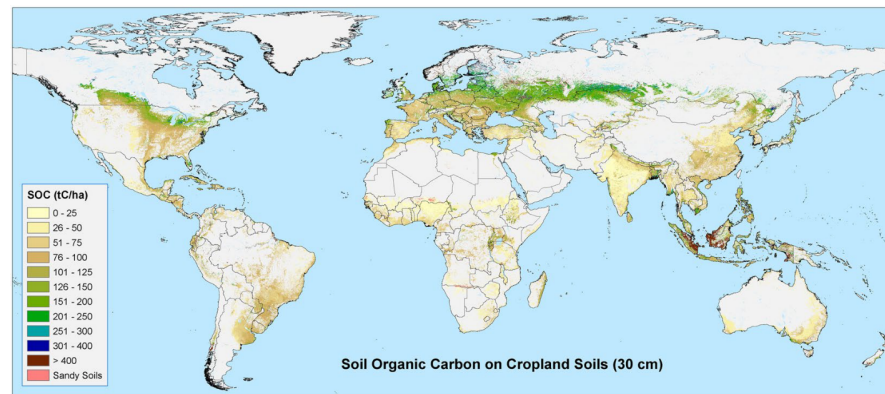 SOC (tC/ha)
0 - 25
26 - 50
51 - 75
76 - 100
101 - 125
126 - 150
151 - 200
201 - 250
251 - 300
301 - 400
> 400
Sandy Soils
Soil Organic Carbon on Cropland Soils (30 cm)